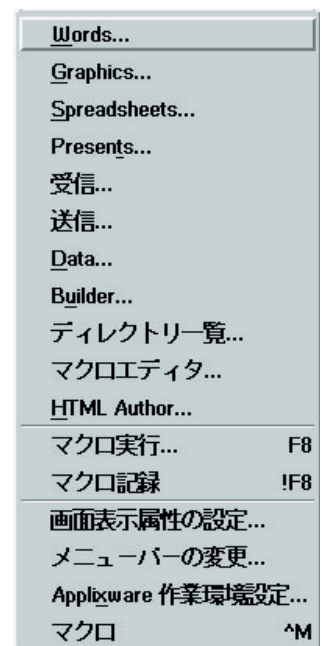 Words...
Graphics...
Spreadsheets...
Presents...
受信...
送信...
Data...
Builder...
ディレクトリ一覧...
マクロエディタ...
HTML Author...
マクロ実行... F8
マクロ記録 !F8
画面表示属性の設定...
メニューバーの変更...
Applixware 作業環境設定...
マクロ ^M